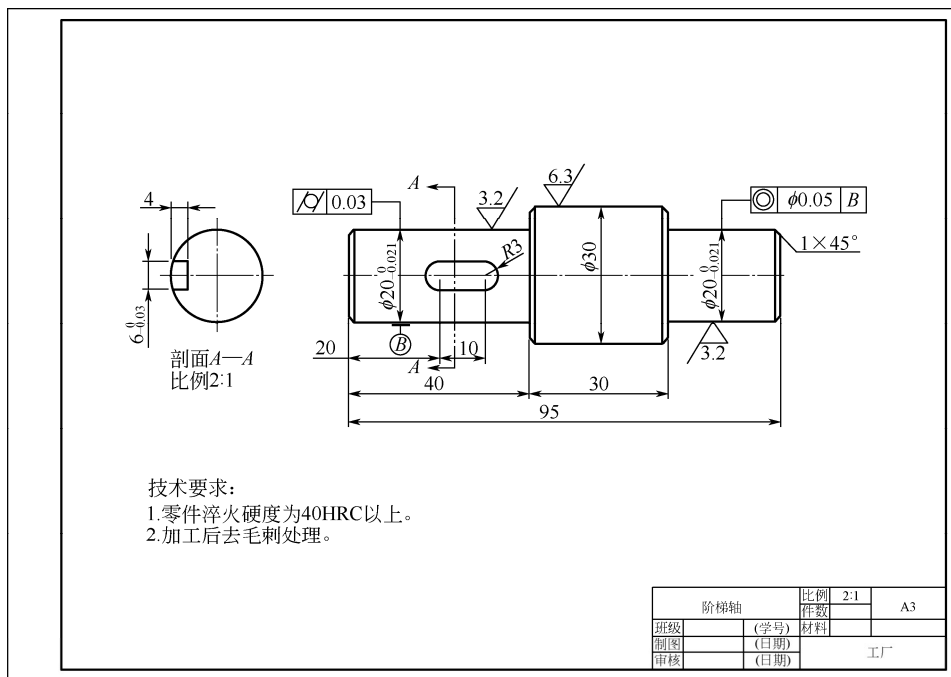 A
6.3
3.2
⌭ 0.03
◎ ϕ0.05 B
4
R3
1×45°
ϕ20 0 -0.021
ϕ30
ϕ20 0 -0.021
6 0 -0.03
B
3.2
剖面A—A
比例2:1
20
10
A
40
30
95
技术要求：
1.零件淬火硬度为40HRC以上。
2.加工后去毛刺处理。
阶梯轴 比例 2:1 A3
件数
班级 (学号) 材料
制图 (日期) 工厂
审核 (日期)